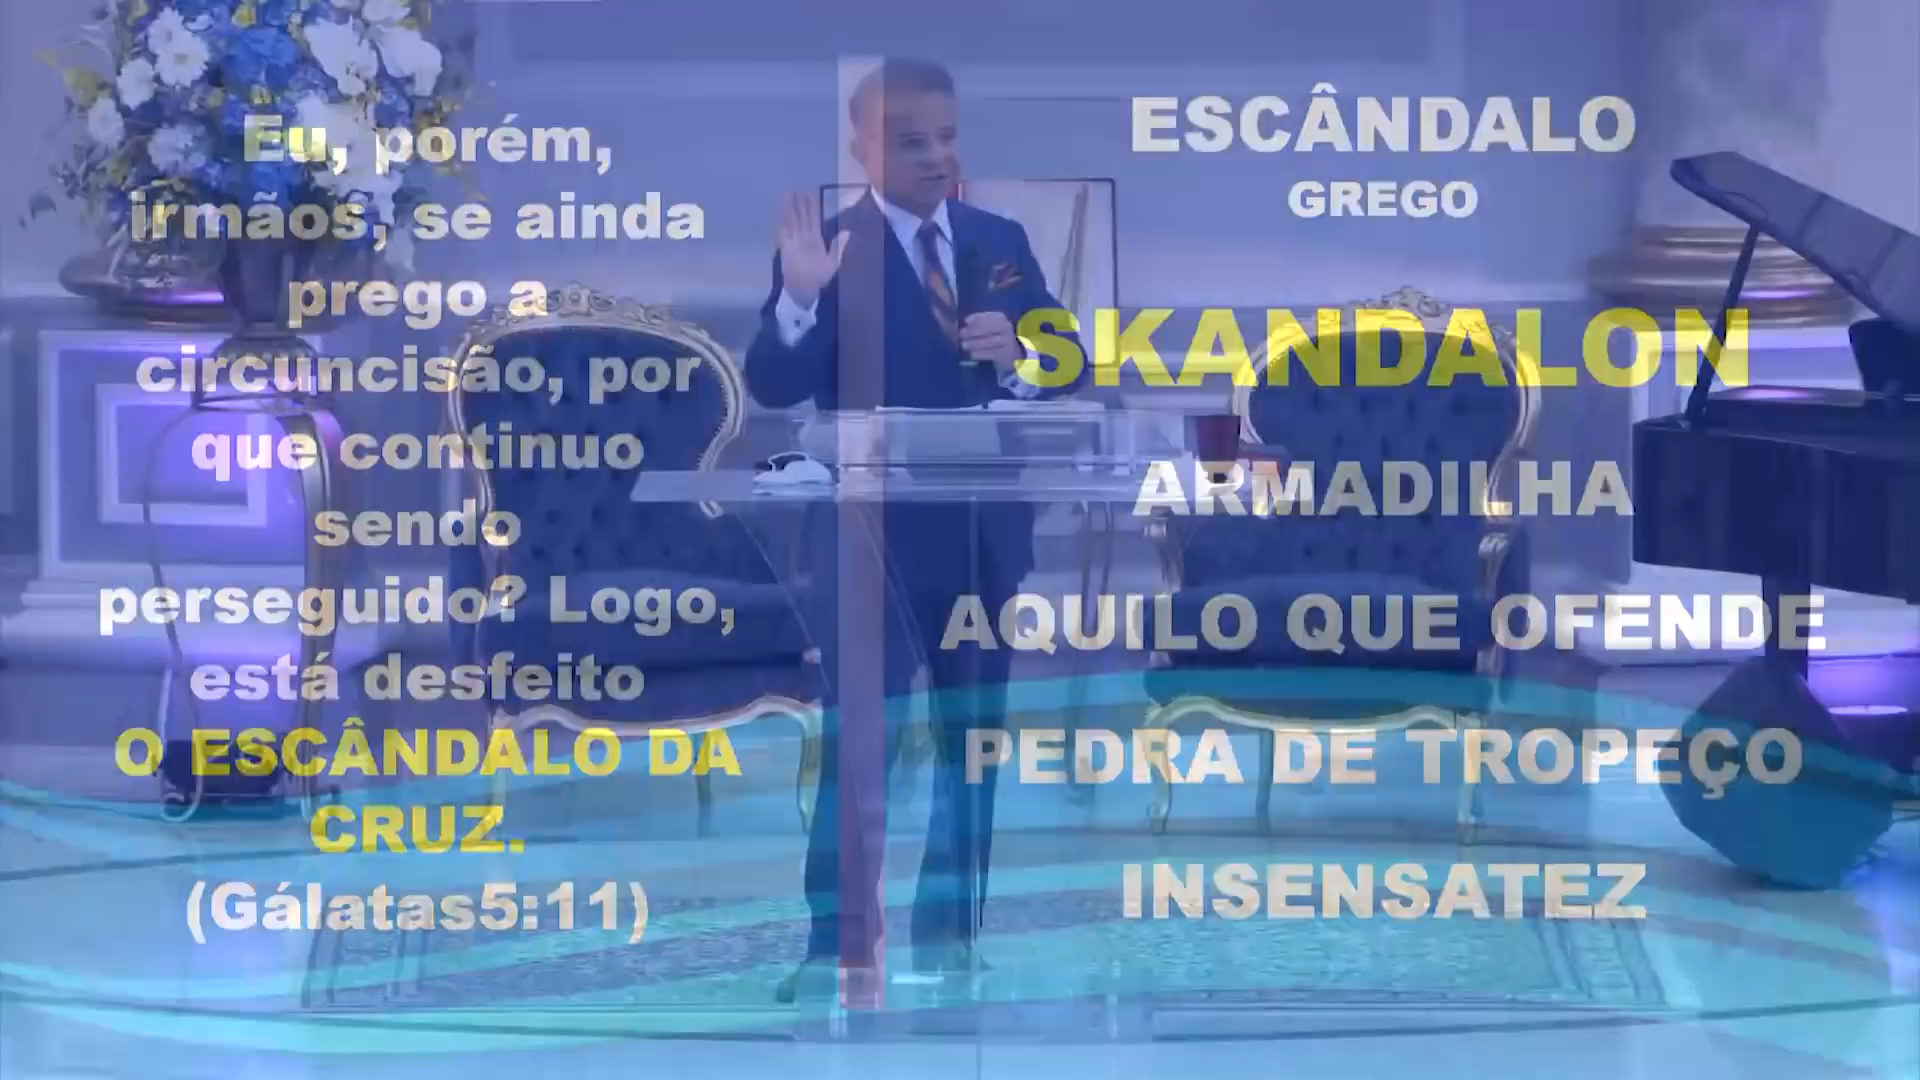 Eu, porém,
irmãos, se ainda
prego a
circuncisão, por
que continuo
sendo
perseguido? Logo,
está desfeito
O ESCÂNDALO DA
CRUZ.
(Gálatas5:11)
ESCÂNDALO
GREGO
SKANDALON
ARMADILHA
AQUILO QUE OFENDE
PEDRA DE TROPEÇO
INSENSATEZ